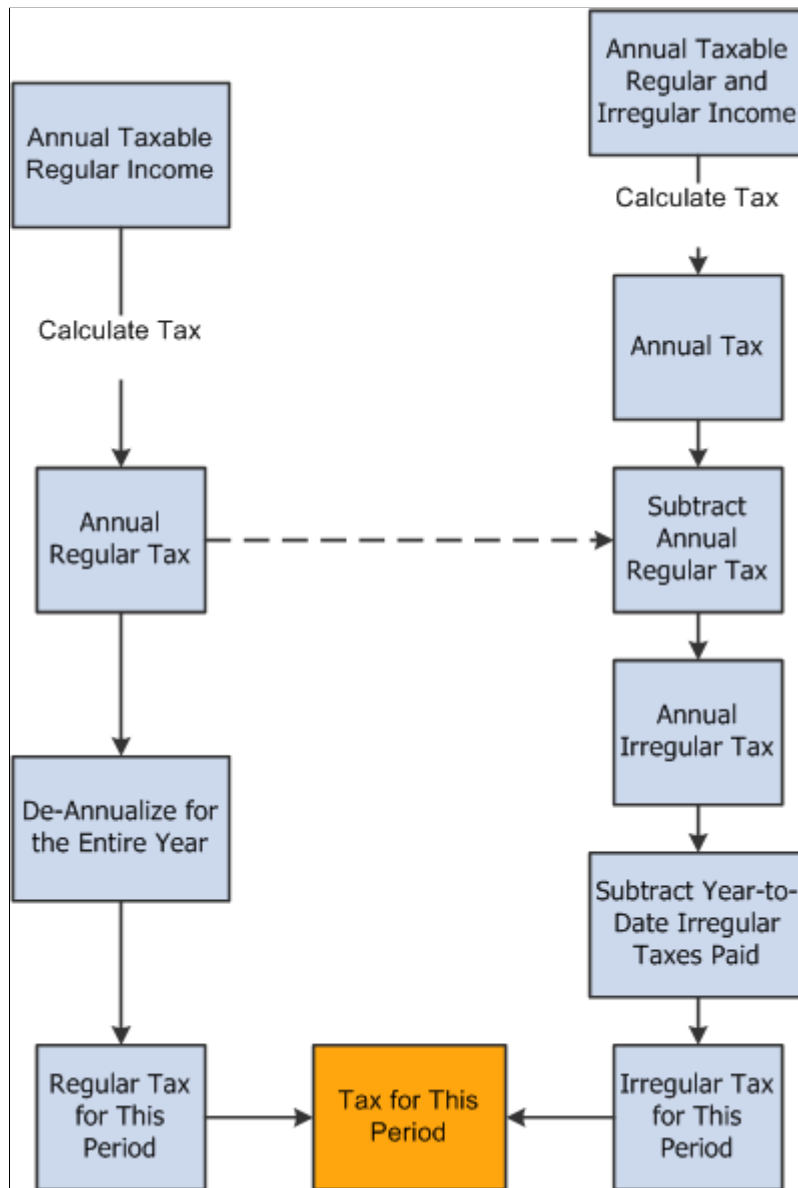 Annual Taxable
Regular Income
Calculate Tax
Annual
Regular Tax
De-Annualize for
the Entire Year
Regular Tax
for This
Period
Tax for This
Period
Annual Taxable
Regular and
Irregular Income
Calculate Tax
Annual Tax
Subtract
Annual
Regular Tax
Annual
Irregular Tax
Subtract Year-to-
Date Irregular
Taxes Paid
Irregular Tax
for This
Period